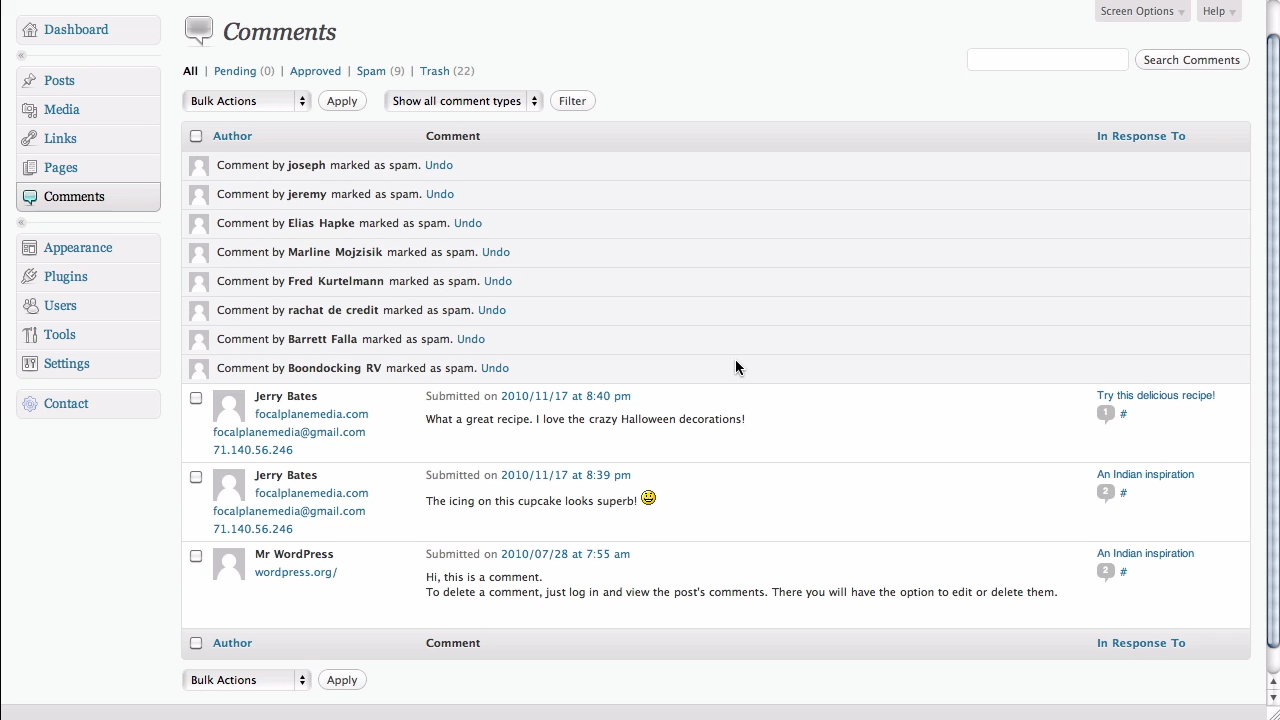 Screen Options Help
Dashboard
Comments
All | Pending (0) | Approved | Spam (9) | Trash (22)
Search Comments
Bulk Actions Apply Show all comment types Filter
Posts
Media
Links
Pages
Comments
Appearance
Plugins
Users
Tools
Settings
Contact
Author Comment In Response To
Comment by joseph marked as spam. Undo
Comment by jeremy marked as spam. Undo
Comment by Elias Hapke marked as spam. Undo
Comment by Marline Mojzisik marked as spam. Undo
Comment by Fred Kurtelmann marked as spam. Undo
Comment by rachat de credit marked as spam. Undo
Comment by Barrett Falla marked as spam. Undo
Comment by Boondocking RV marked as spam. Undo
Jerry Bates
focalplanemedia.com
focalplanemedia@gmail.com
71.140.56.246
Submitted on 2010/11/17 at 8:40 pm
What a great recipe. I love the crazy Halloween decorations!
Try this delicious recipe!
1 #
Jerry Bates
focalplanemedia.com
focalplanemedia@gmail.com
71.140.56.246
Submitted on 2010/11/17 at 8:39 pm
The icing on this cupcake looks superb!
An Indian inspiration
2 #
Mr WordPress
wordpress.org/
Submitted on 2010/07/28 at 7:55 am
Hi, this is a comment.
To delete a comment, just log in and view the post's comments. There you will have the option to edit or delete them.
An Indian inspiration
2 #
Author Comment In Response To
Bulk Actions Apply